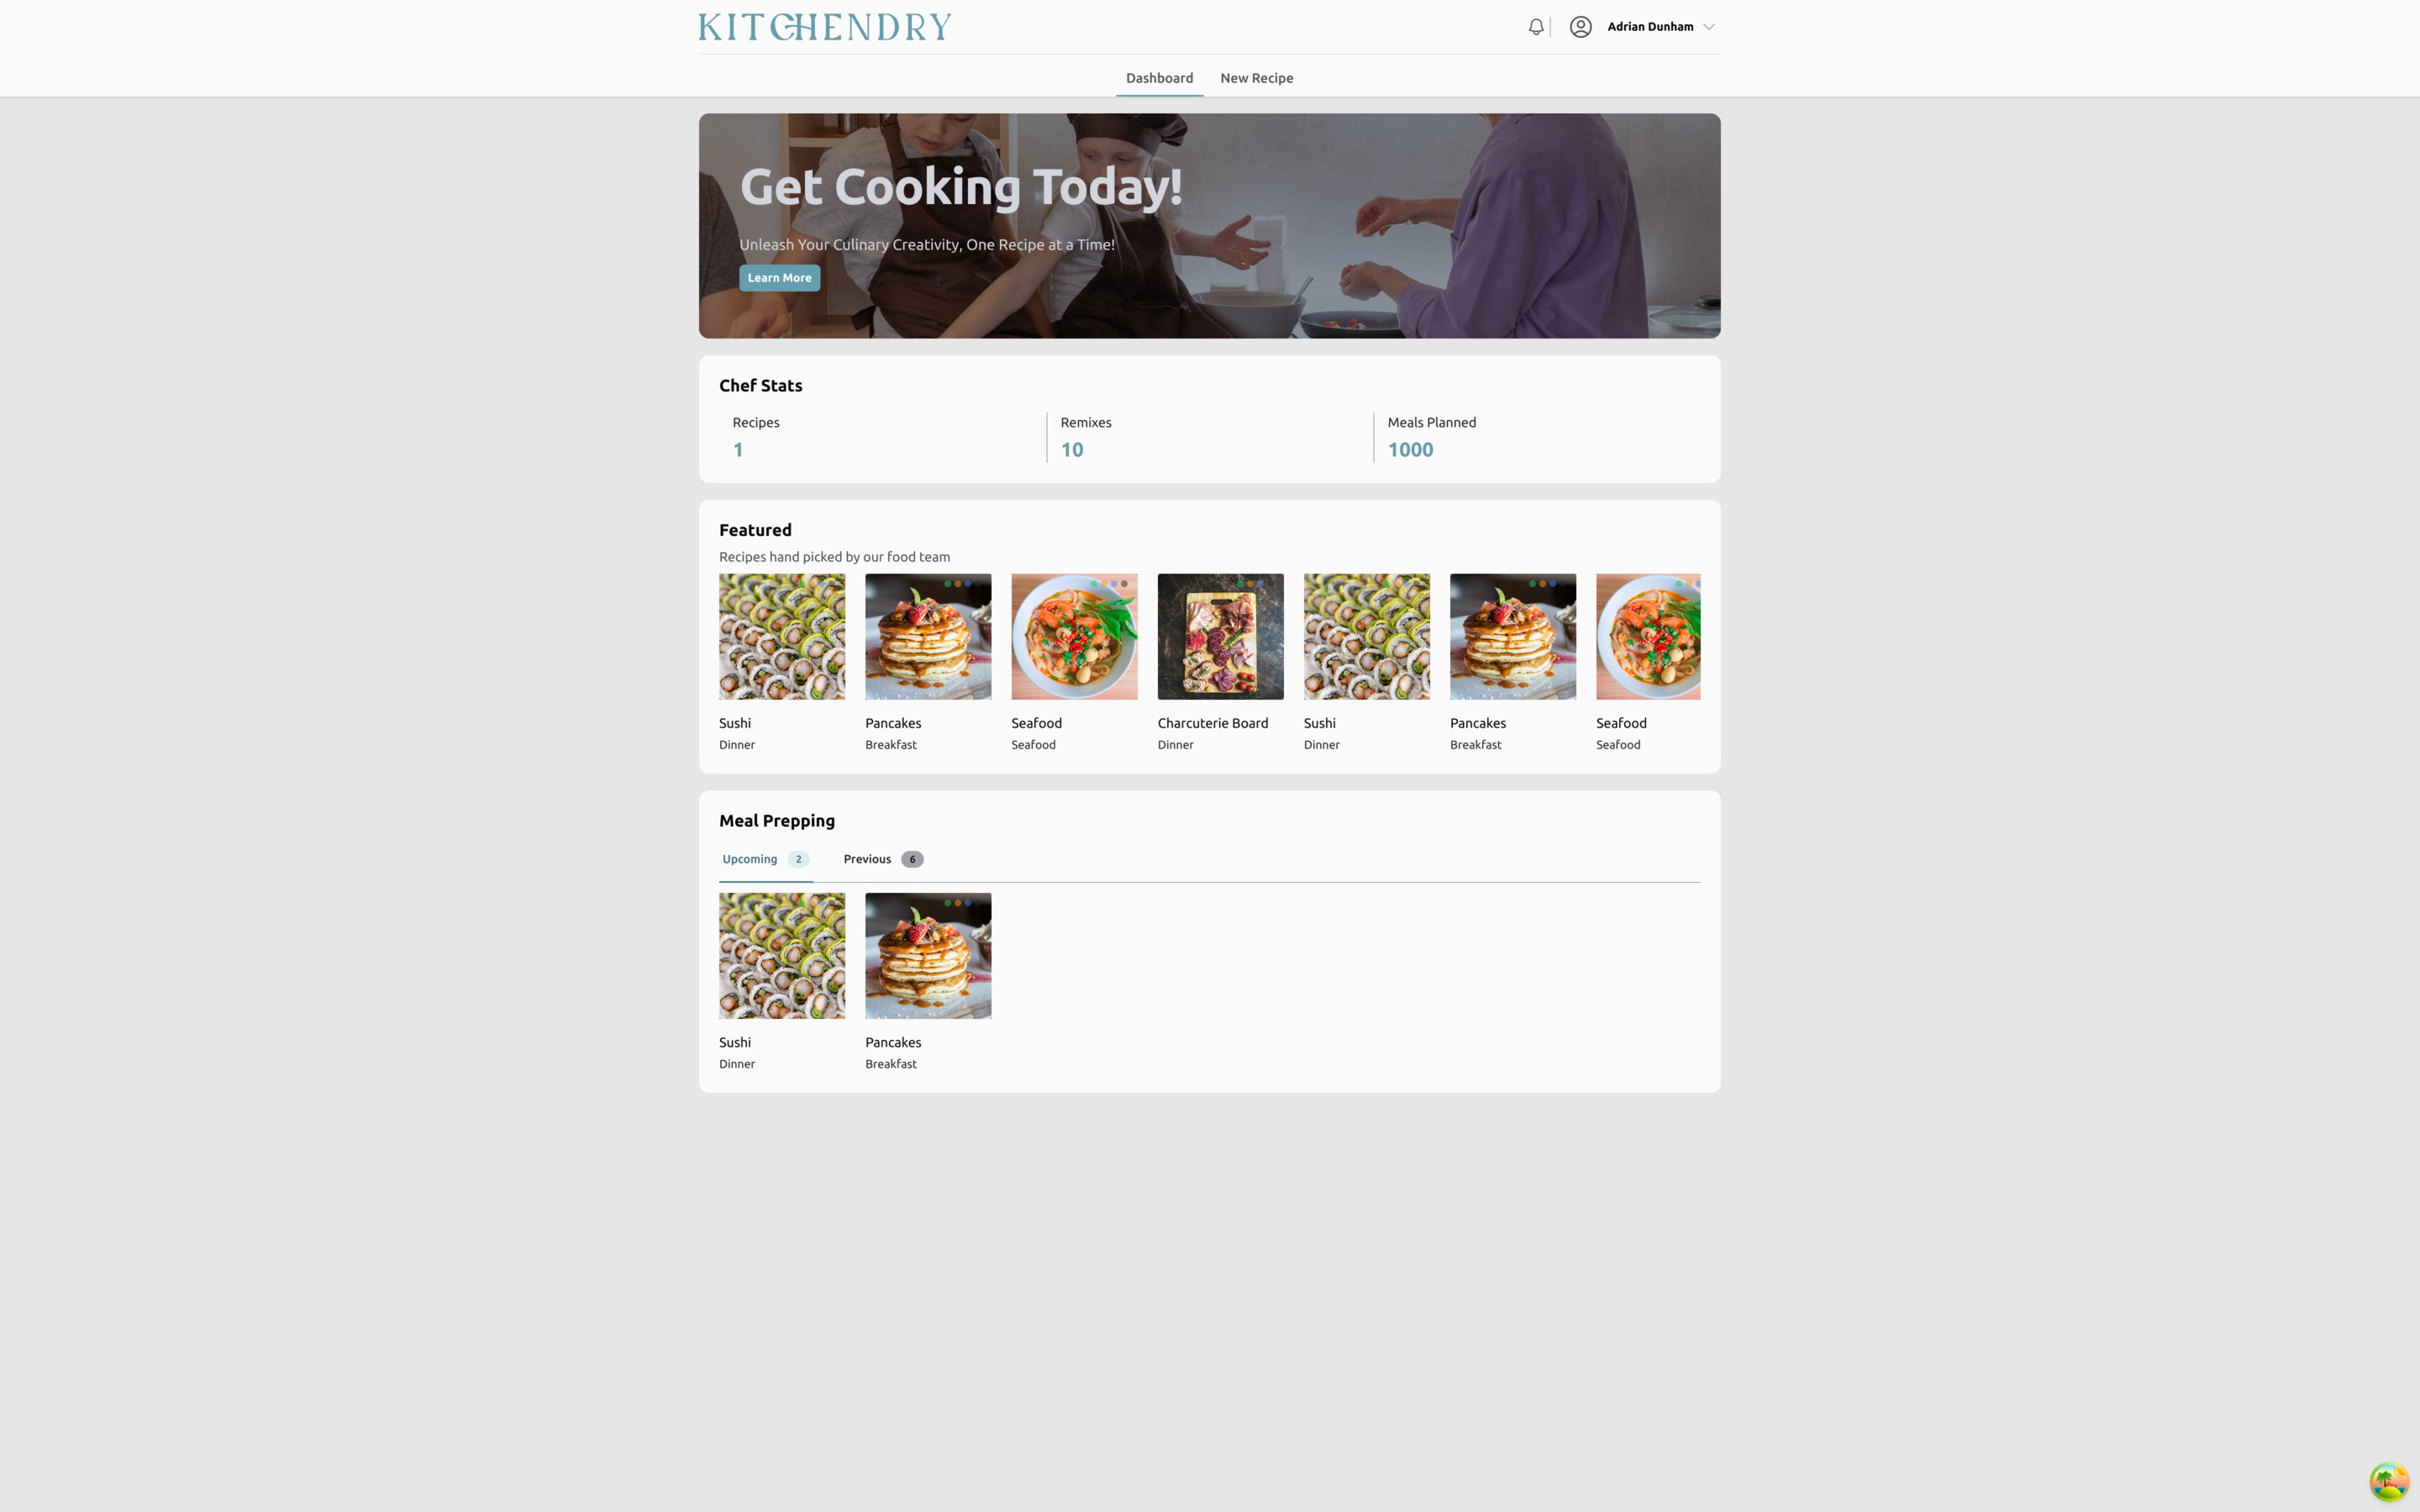 KITCHENDRY
Adrian Dunham
Dashboard New Recipe
Get Cooking Today!
Unleash Your Culinary Creativity, One Recipe at a Time!
Learn More
Chef Stats
Recipes Remixes Meals Planned
1 10 1000
Featured
Recipes hand picked by our food team
Sushi Pancakes Seafood Charcuterie Board Sushi Pancakes Seafood
Dinner Breakfast Seafood Dinner Dinner Breakfast Seafood
Meal Prepping
Upcoming 2 Previous 6
Sushi Pancakes
Dinner Breakfast